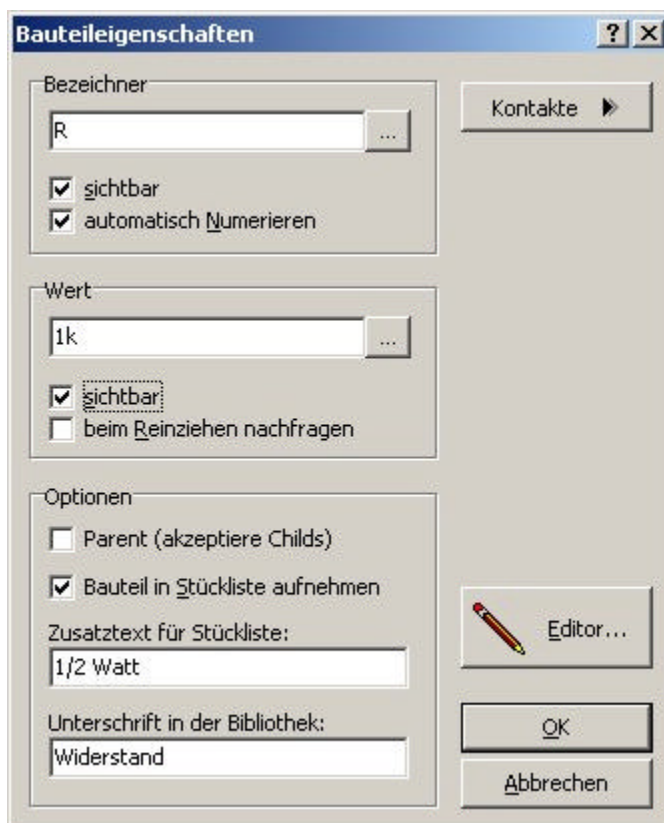 Bauteileigenschaften
Bezeichner
Kontakte
R
...
sichtbar
automatisch Numerieren
Wert
1k
...
sichtbar
beim Reinziehen nachfragen
Optionen
Parent (akzeptiere Childs)
Bauteil in Stückliste aufnehmen
Zusatztext für Stückliste:
1/2 Watt
Editor...
Unterschrift in der Bibliothek:
Widerstand
OK
Abbrechen